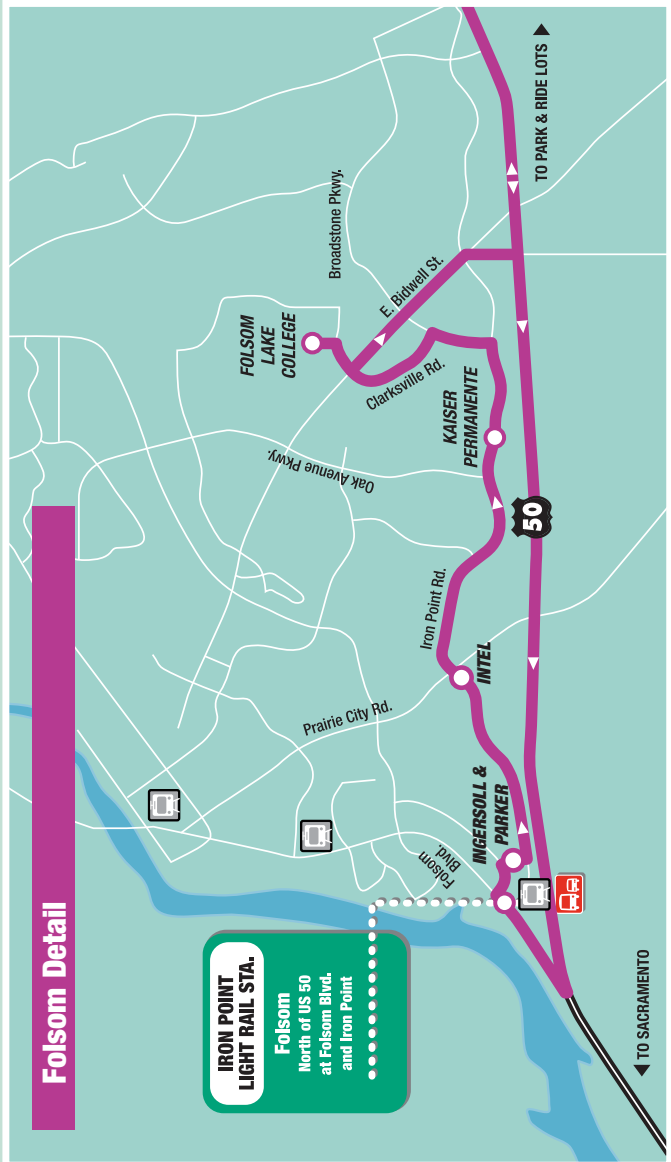 Folsom Detail
IRON POINT
LIGHT RAIL STA.
Folsom
North of US 50
at Folsom Blvd.
and Iron Point
Broadstone Pkwy.
FOLSOM
LAKE
COLLEGE
E. Bidwell St.
Clarksville Rd.
Oak Avenue Pkwy.
KAISER
PERMANENTE
50
Iron Point Rd.
INTEL
Prairie City Rd.
INGERSOLL &
PARKER
Folsom
Blvd.
TO SACRAMENTO
TO PARK & RIDE LOTS